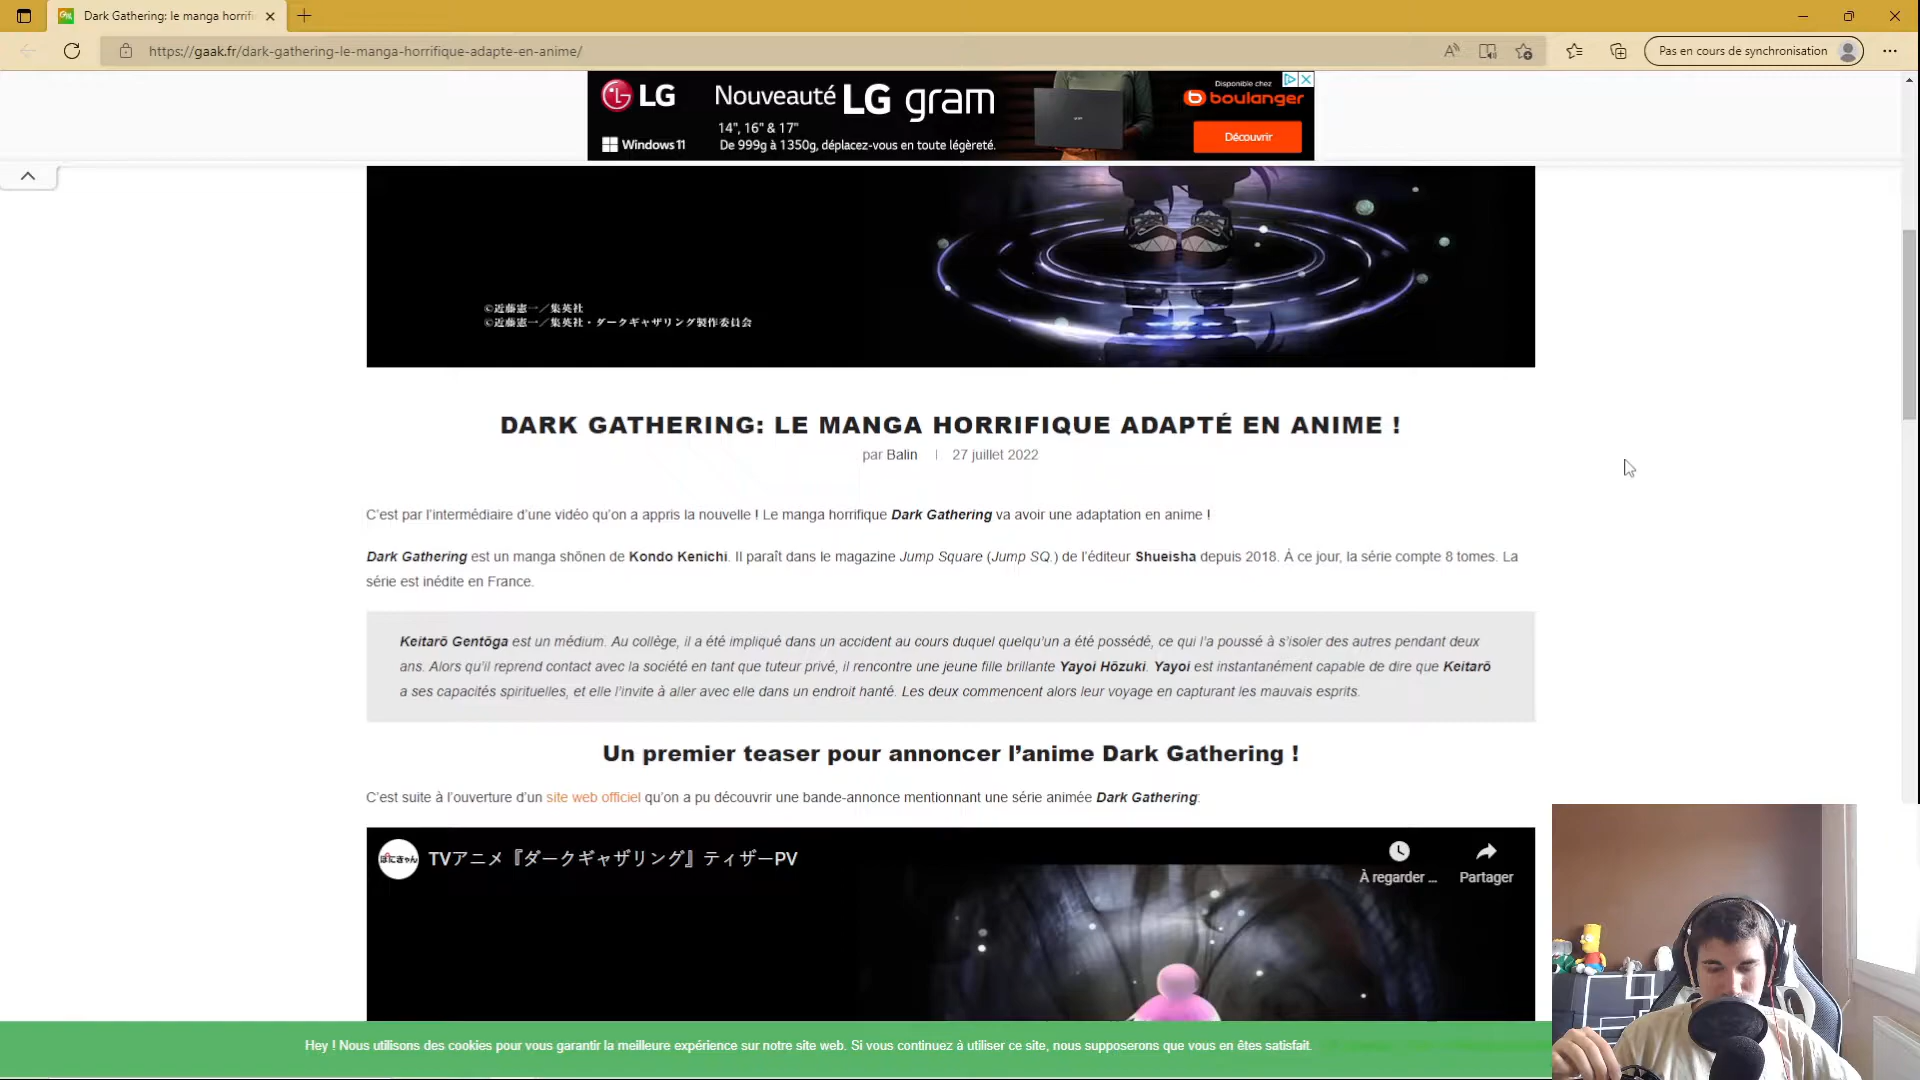 Dark Gathering: le manga horrifi
https://gaak.fr/dark-gathering-le-manga-horrifique-adapte-en-anime/
Pas en cours de synchronisation
LG
Nouveauté LG gram
14", 16" & 17"
De 999g à 1350g, déplacez-vous en toute légèreté.
Windows 11
Disponible chez
boulanger
Découvrir
©近藤憲一／集英社
©近藤憲一／集英社・ダークギャザリング製作委員会
DARK GATHERING: LE MANGA HORRIFIQUE ADAPTÉ EN ANIME !
par Balin | 27 juillet 2022
C’est par l’intermédiaire d’une vidéo qu’on a appris la nouvelle ! Le manga horrifique Dark Gathering va avoir une adaptation en anime !
Dark Gathering est un manga shōnen de Kondo Kenichi. Il paraît dans le magazine Jump Square (Jump SQ.) de l’éditeur Shueisha depuis 2018. À ce jour, la série compte 8 tomes. La
série est inédite en France.
Keitarō Gentōga est un médium. Au collège, il a été impliqué dans un accident au cours duquel quelqu’un a été possédé, ce qui l’a poussé à s’isoler des autres pendant deux
ans. Alors qu’il reprend contact avec la société en tant que tuteur privé, il rencontre une jeune fille brillante Yayoi Hōzuki. Yayoi est instantanément capable de dire que Keitarō
a ses capacités spirituelles, et elle l’invite à aller avec elle dans un endroit hanté. Les deux commencent alors leur voyage en capturant les mauvais esprits.
Un premier teaser pour annoncer l’anime Dark Gathering !
C’est suite à l’ouverture d’un site web officiel qu’on a pu découvrir une bande-annonce mentionnant une série animée Dark Gathering:
ぽにきゃん
TVアニメ『ダークギャザリング』ティザーPV
À regarder ...
Partager
Hey ! Nous utilisons des cookies pour vous garantir la meilleure expérience sur notre site web. Si vous continuez à utiliser ce site, nous supposerons que vous en êtes satisfait.